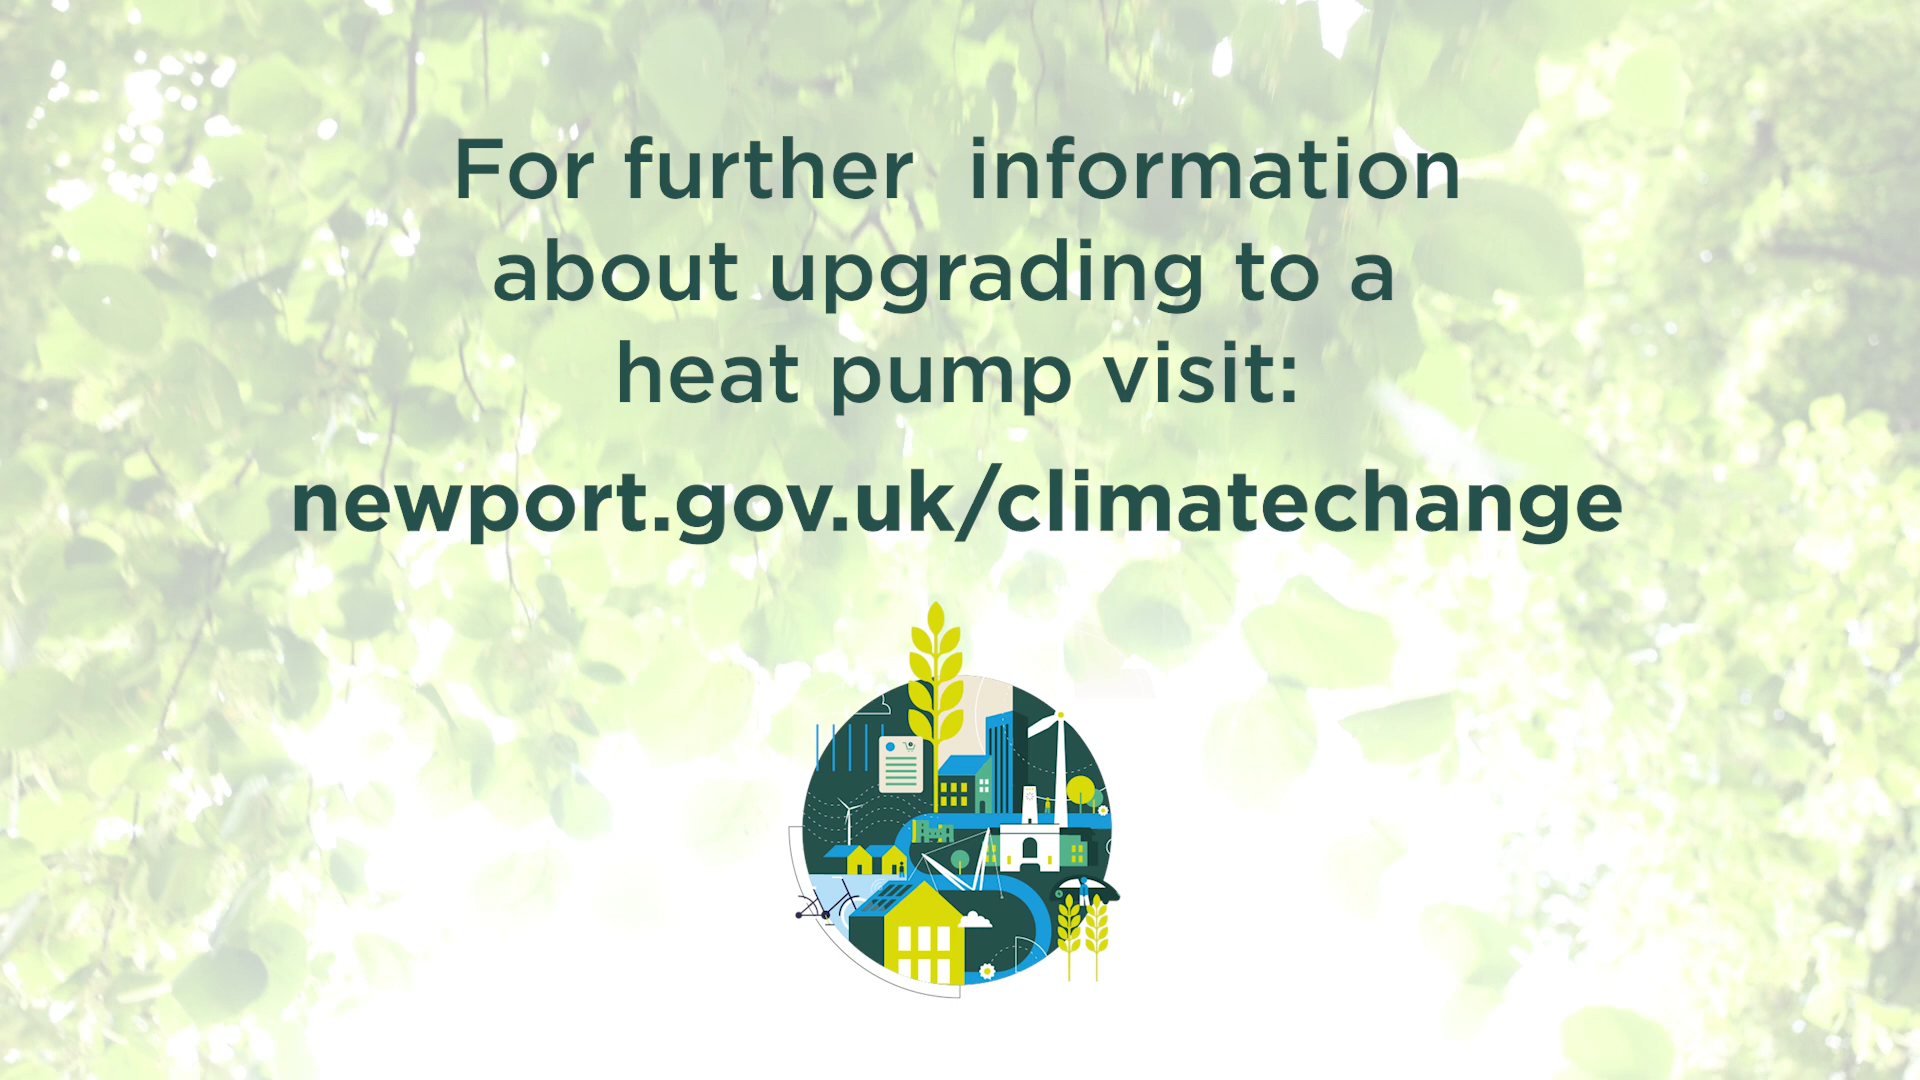 For further  information
about upgrading to a
heat pump visit:
newport.gov.uk/climatechange